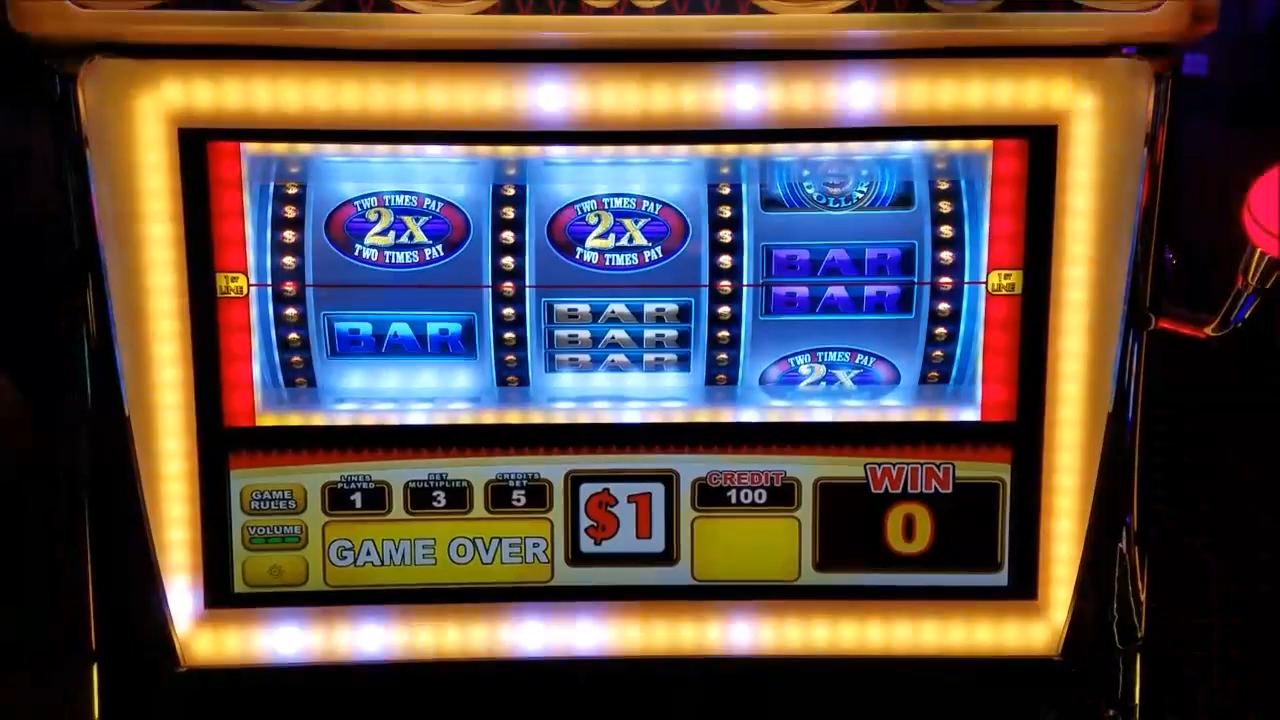 TWO TIMES PAY
2X
TWO TIMES PAY
TWO TIMES PAY
2X
TWO TIMES PAY
DOLLAR
BAR
BAR
1ST LINE
1ST LINE
BAR
BAR
BAR
BAR
TWO TIMES PAY
2X
GAME RULES
VOLUME
LINES PLAYED
1
BET MULTIPLIER
3
CREDITS BET
5
GAME OVER
$1
CREDIT
100
WIN
0